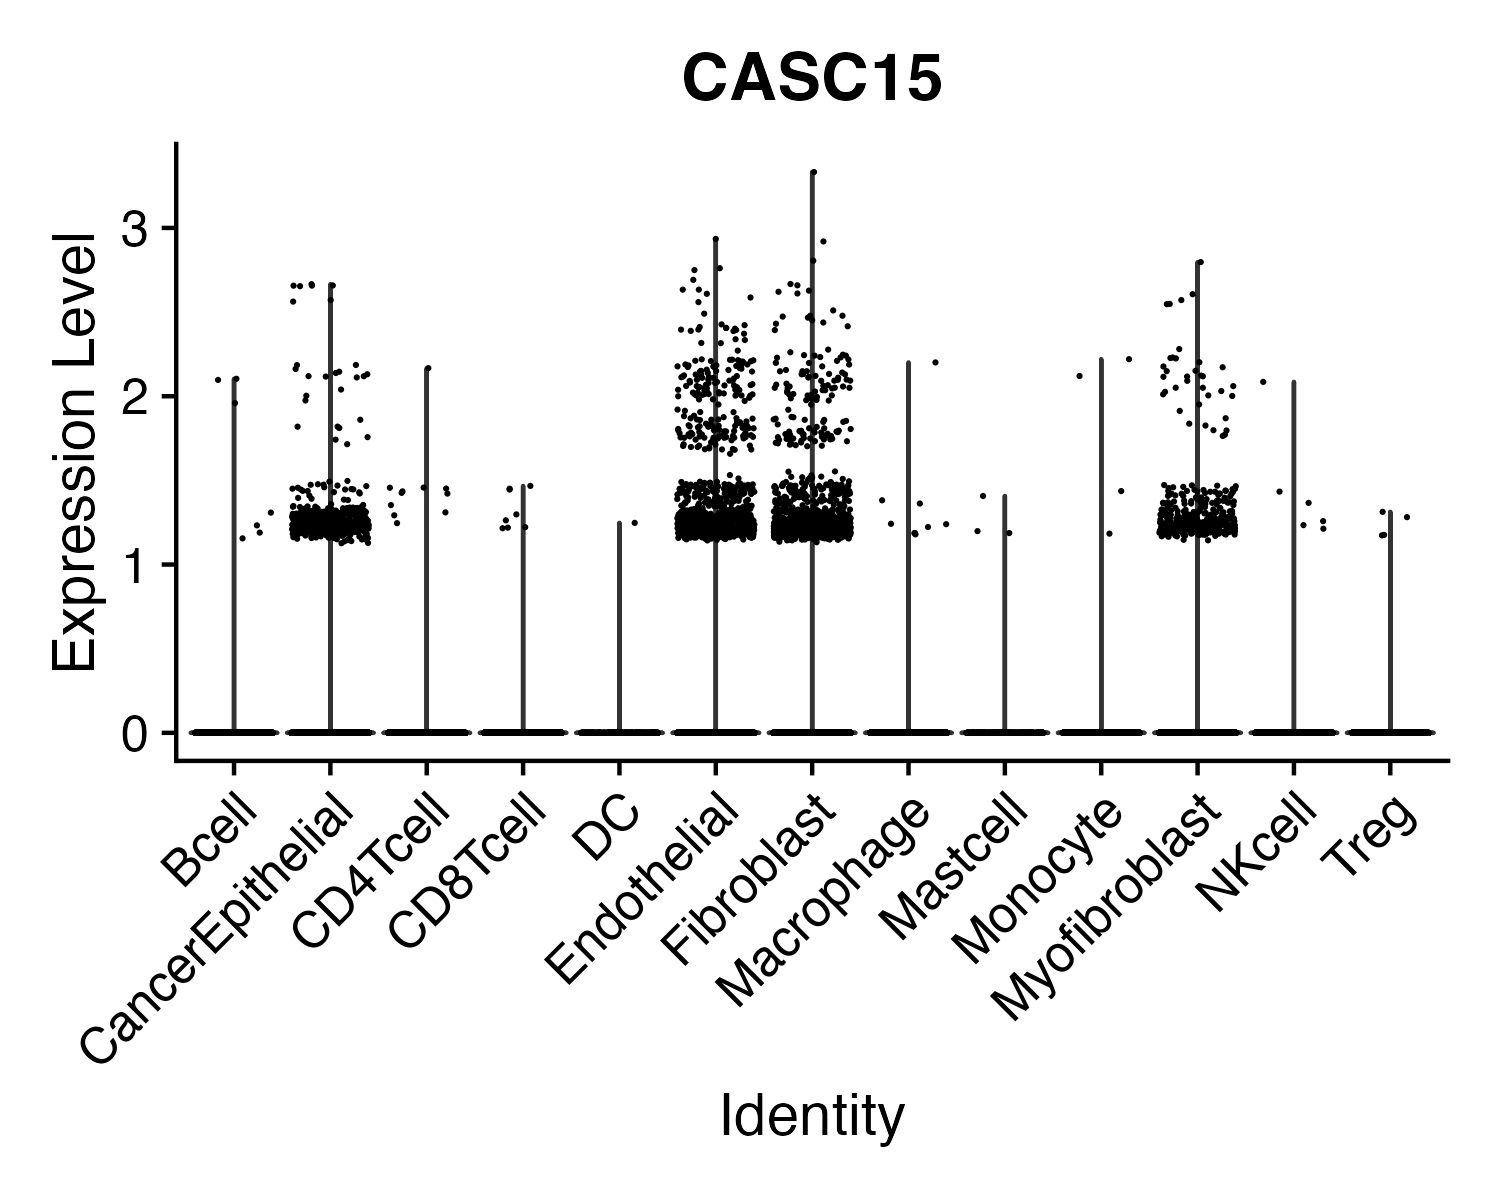 CASC15
Expression Level
3
2
1
0
Bcell
CancerEpithelial
CD4Tcell
CD8Tcell
DC
Endothelial
Fibroblast
Macrophage
Mastcell
Monocyte
Myofibroblast
NKcell
Treg
Identity